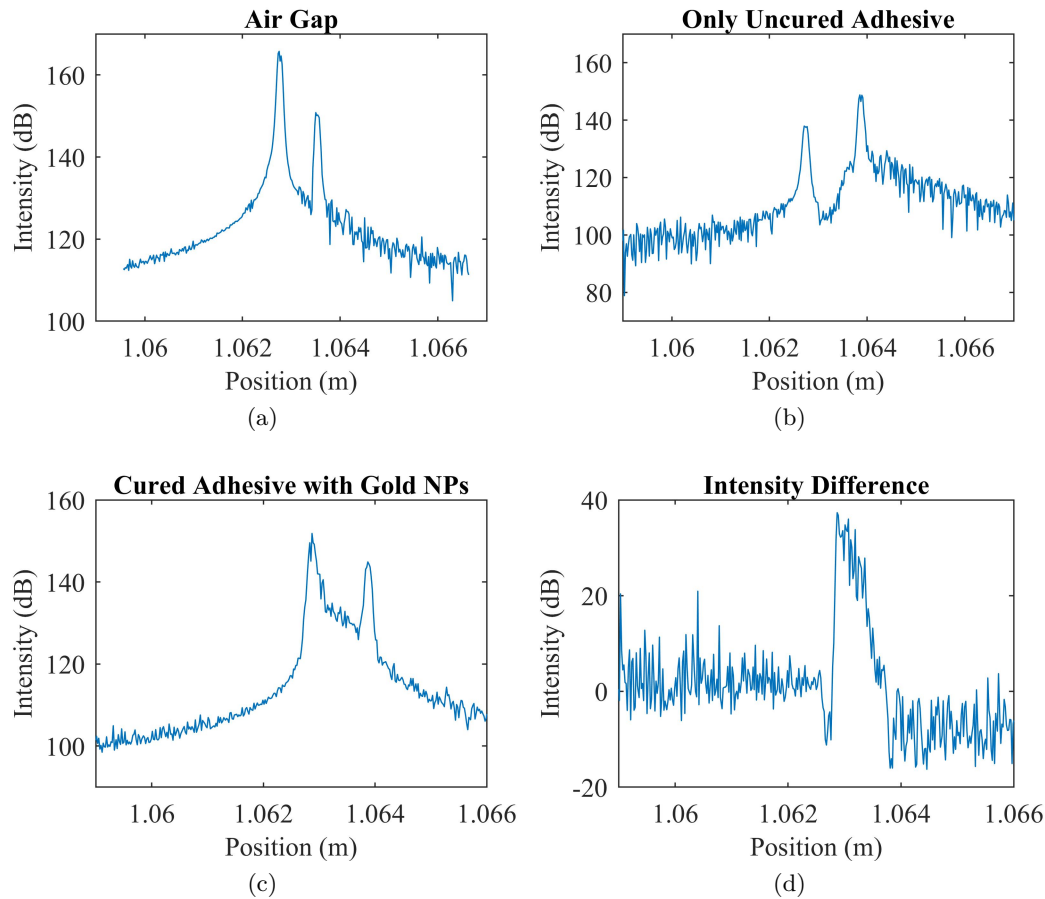 Air Gap
Intensity (dB)
160
140
120
100
1.06 1.062 1.064 1.066
Position (m)
(a)
Only Uncured Adhesive
Intensity (dB)
160
140
120
100
80
1.06 1.062 1.064 1.066
Position (m)
(b)
Cured Adhesive with Gold NPs
Intensity (dB)
160
140
120
100
1.06 1.062 1.064 1.066
Position (m)
(c)
Intensity Difference
Intensity (dB)
40
20
0
-20
1.06 1.062 1.064 1.066
Position (m)
(d)